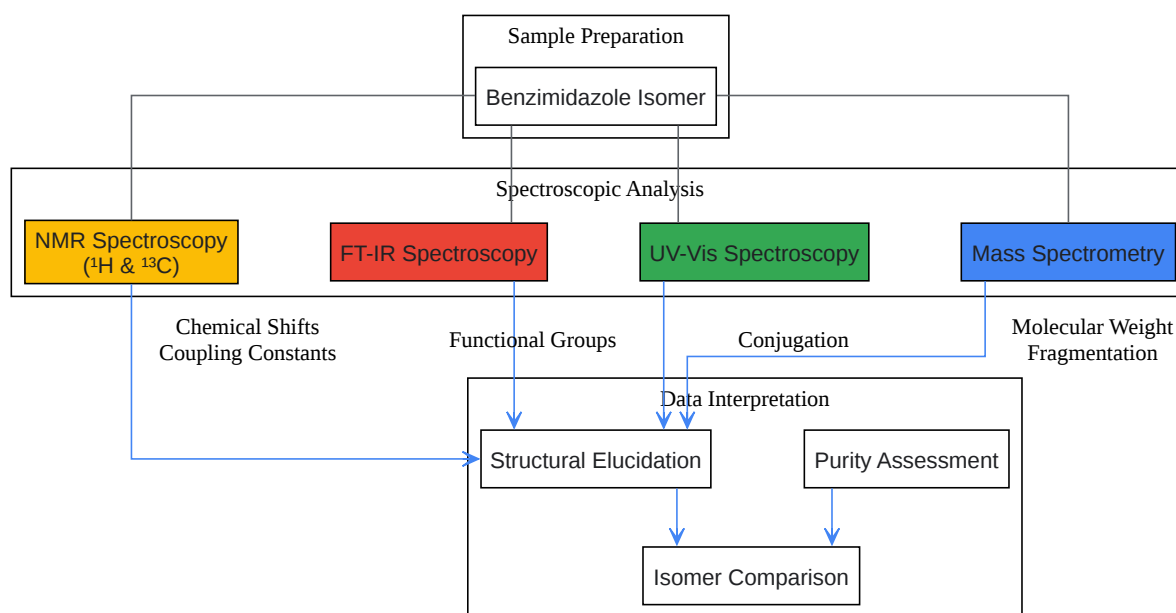 Sample Preparation
Benzimidazole Isomer
Spectroscopic Analysis
NMR Spectroscopy
(¹H & ¹³C)
FT-IR Spectroscopy
UV-Vis Spectroscopy
Mass Spectrometry
Chemical Shifts
Coupling Constants
Functional Groups
Conjugation
Molecular Weight
Fragmentation
Data Interpretation
Structural Elucidation
Purity Assessment
Isomer Comparison